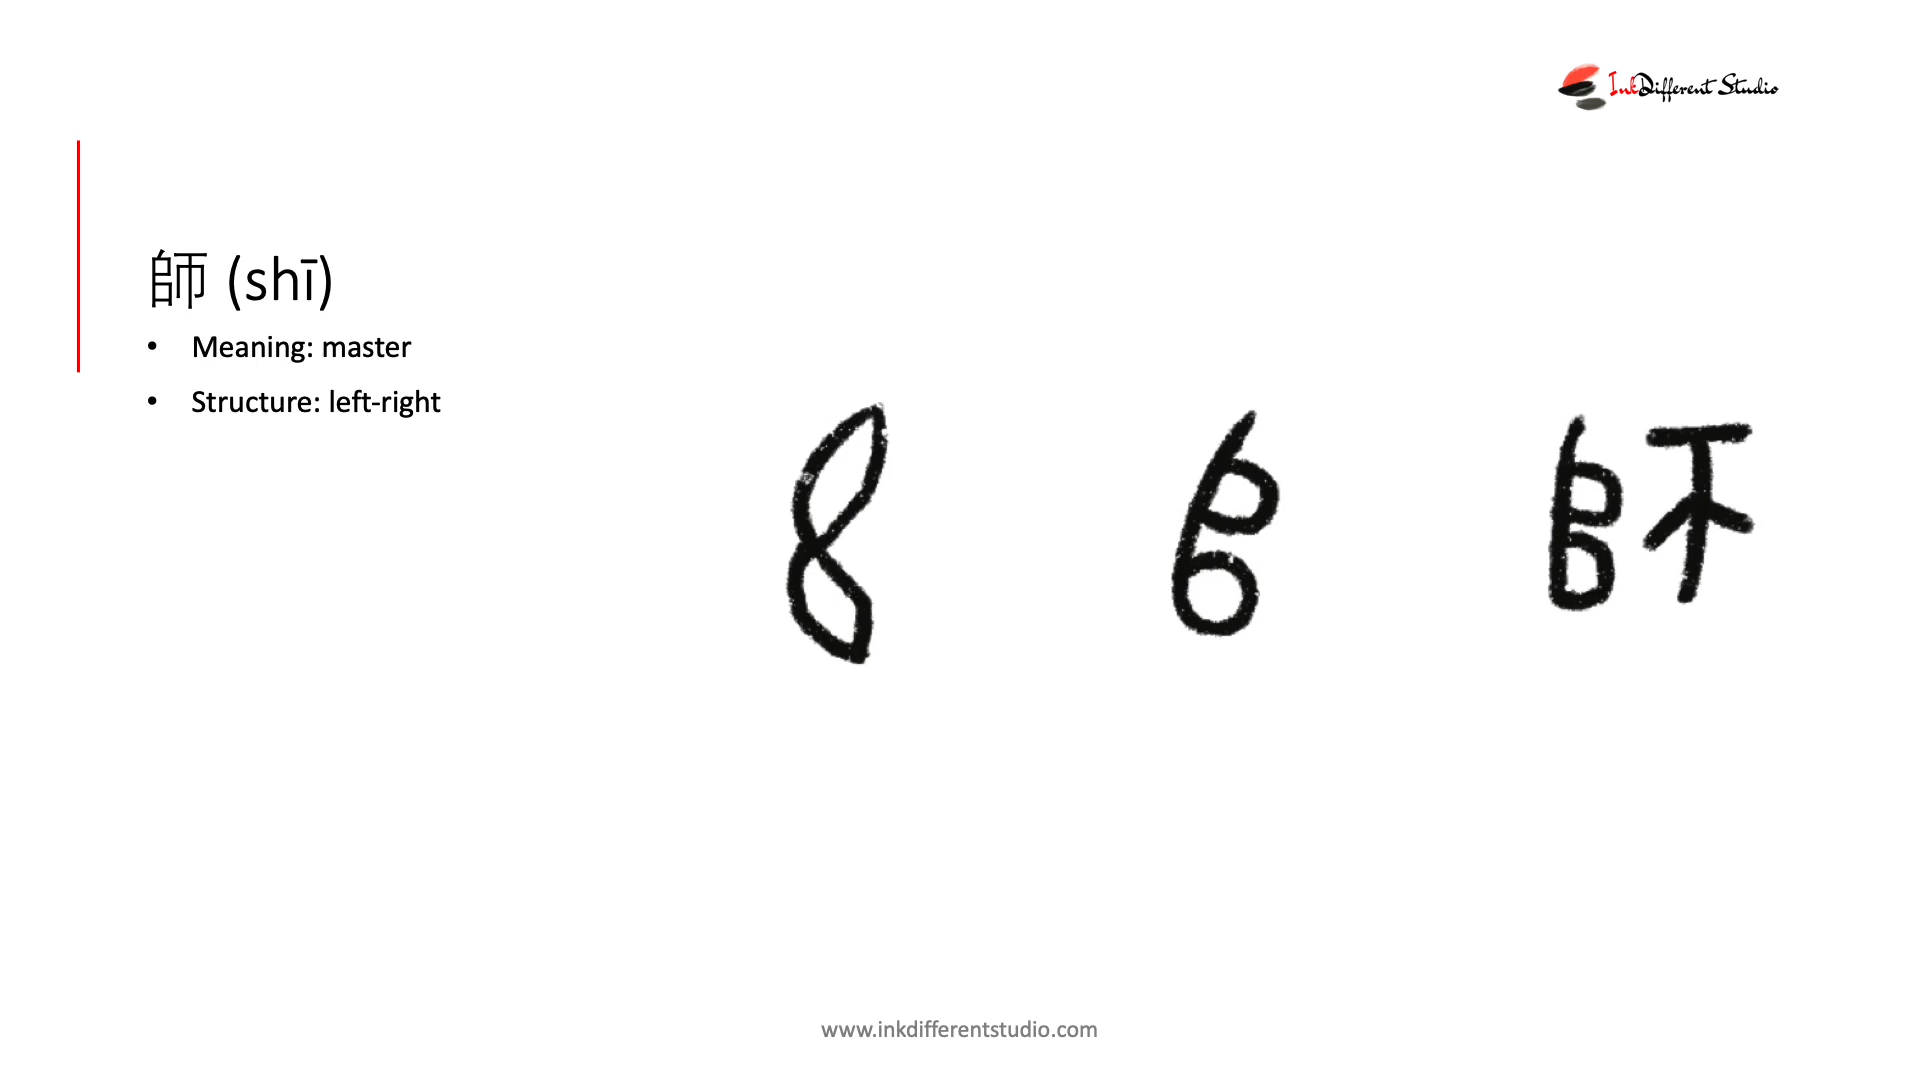 InkDifferent Studio
師 (shī)
• Meaning: master
• Structure: left-right
www.inkdifferentstudio.com